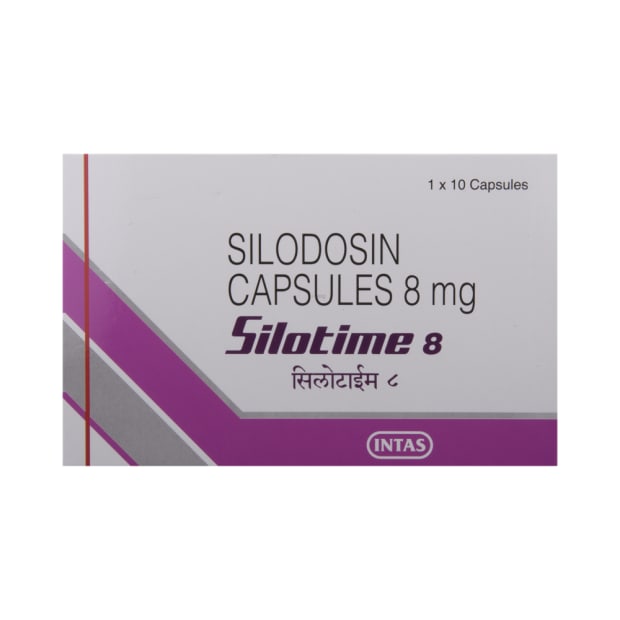 1 x 10 Capsules
SILODOSIN
CAPSULES 8 mg
Silotime 8
सिलोटाईम ८
INTAS